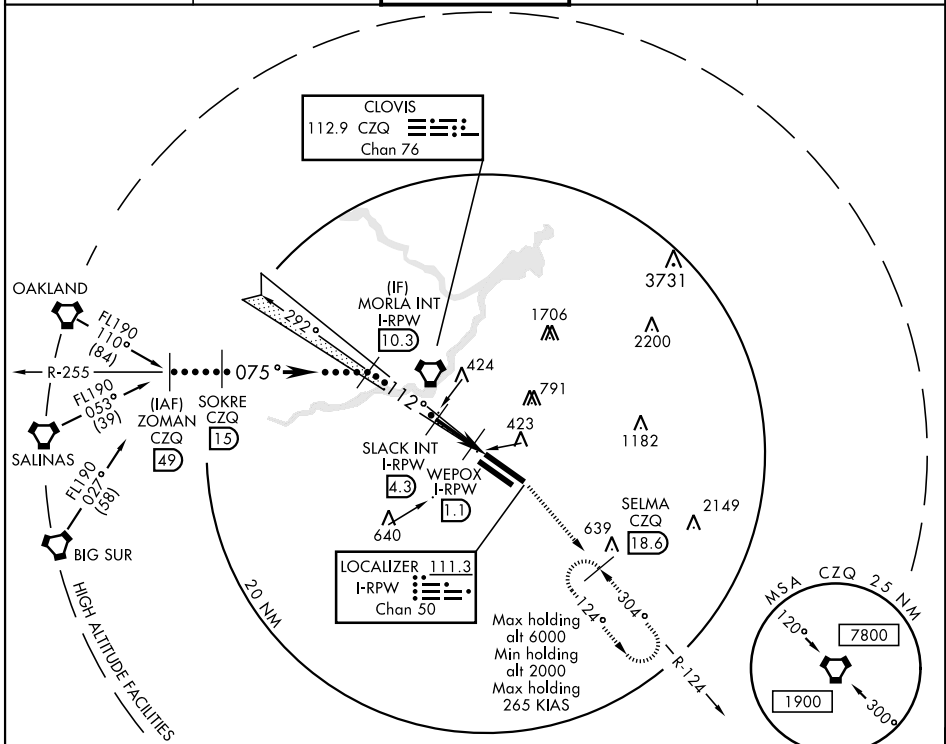 CLOVIS
112.9 CZQ
Chan 76
3731
(IF)
MORLA INT
I-RPW
10.3
OAKLAND
FL190
110°
(84)
292°
1706
2200
R-255
075°
424
112°
791
FL190
053°
(39)
(IAF)
ZOMAN
CZQ
49
SOKRE
CZQ
15
423
1182
SALINAS
SLACK INT
I-RPW
4.3
WEPOX
I-RPW
1.1
FL190
027°
(58)
SELMA
CZQ
18.6
2149
640
639
BIG SUR
LOCALIZER 111.3
I-RPW
Chan 50
20 NM
124°
304°
HIGH ALTITUDE FACILITIES
Max holding
alt 6000
Min holding
alt 2000
Max holding
265 KIAS
R-124
MSA CZQ 25 NM
120°
7800
1900
300°